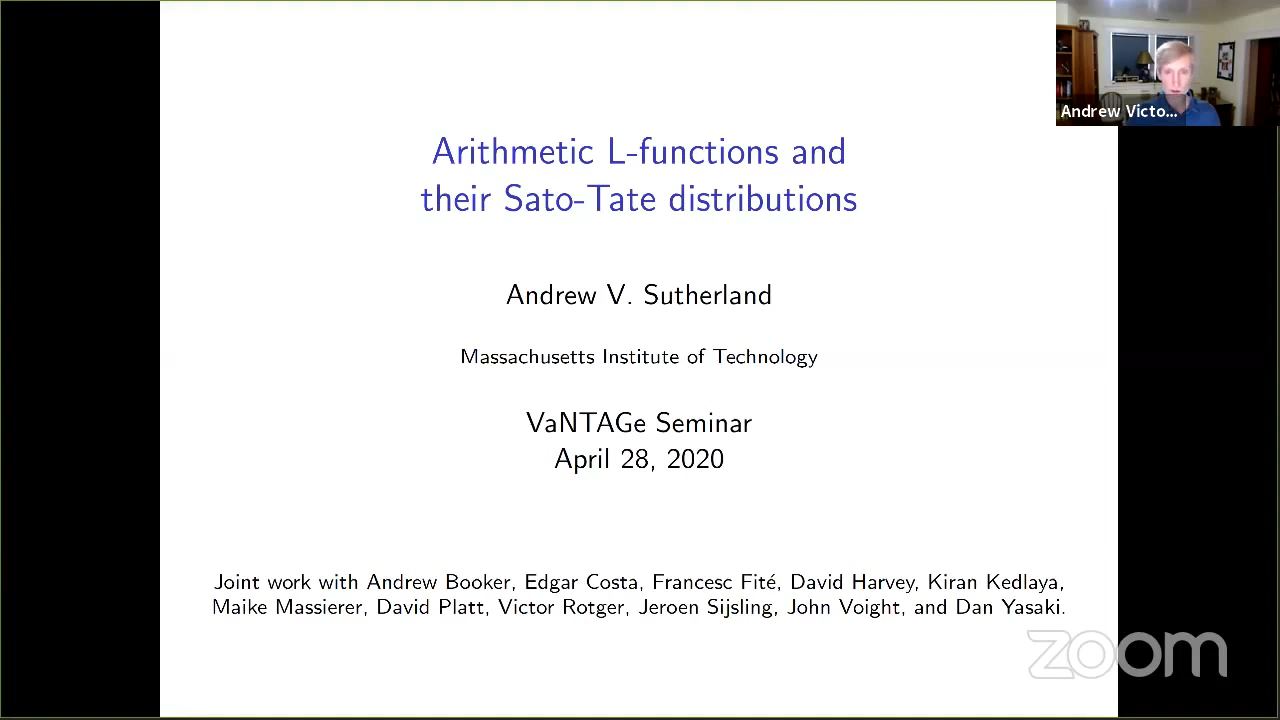 Andrew Victo...
Arithmetic L-functions and
their Sato-Tate distributions
Andrew V. Sutherland
Massachusetts Institute of Technology
VaNTAGe Seminar
April 28, 2020
Joint work with Andrew Booker, Edgar Costa, Francesc Fité, David Harvey, Kiran Kedlaya,
Maike Massierer, David Platt, Victor Rotger, Jeroen Sijsling, John Voight, and Dan Yasaki.
zoom